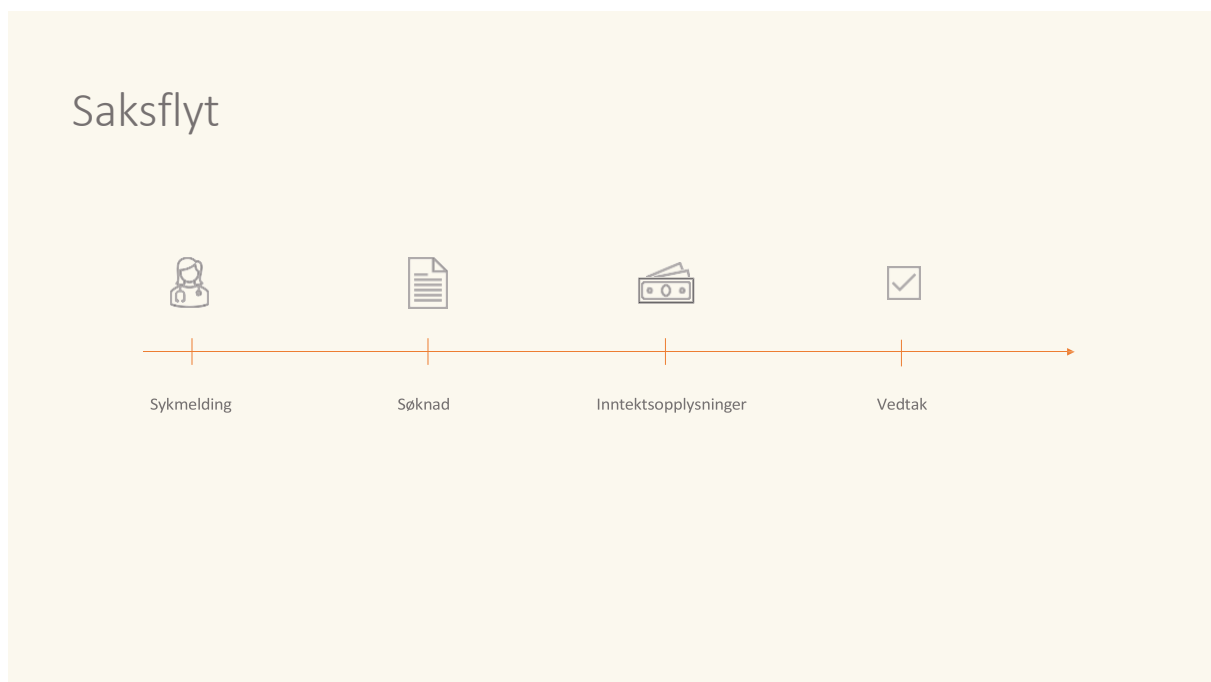 Saksflyt
Sykmelding
Søknad
Inntektsopplysninger
Vedtak